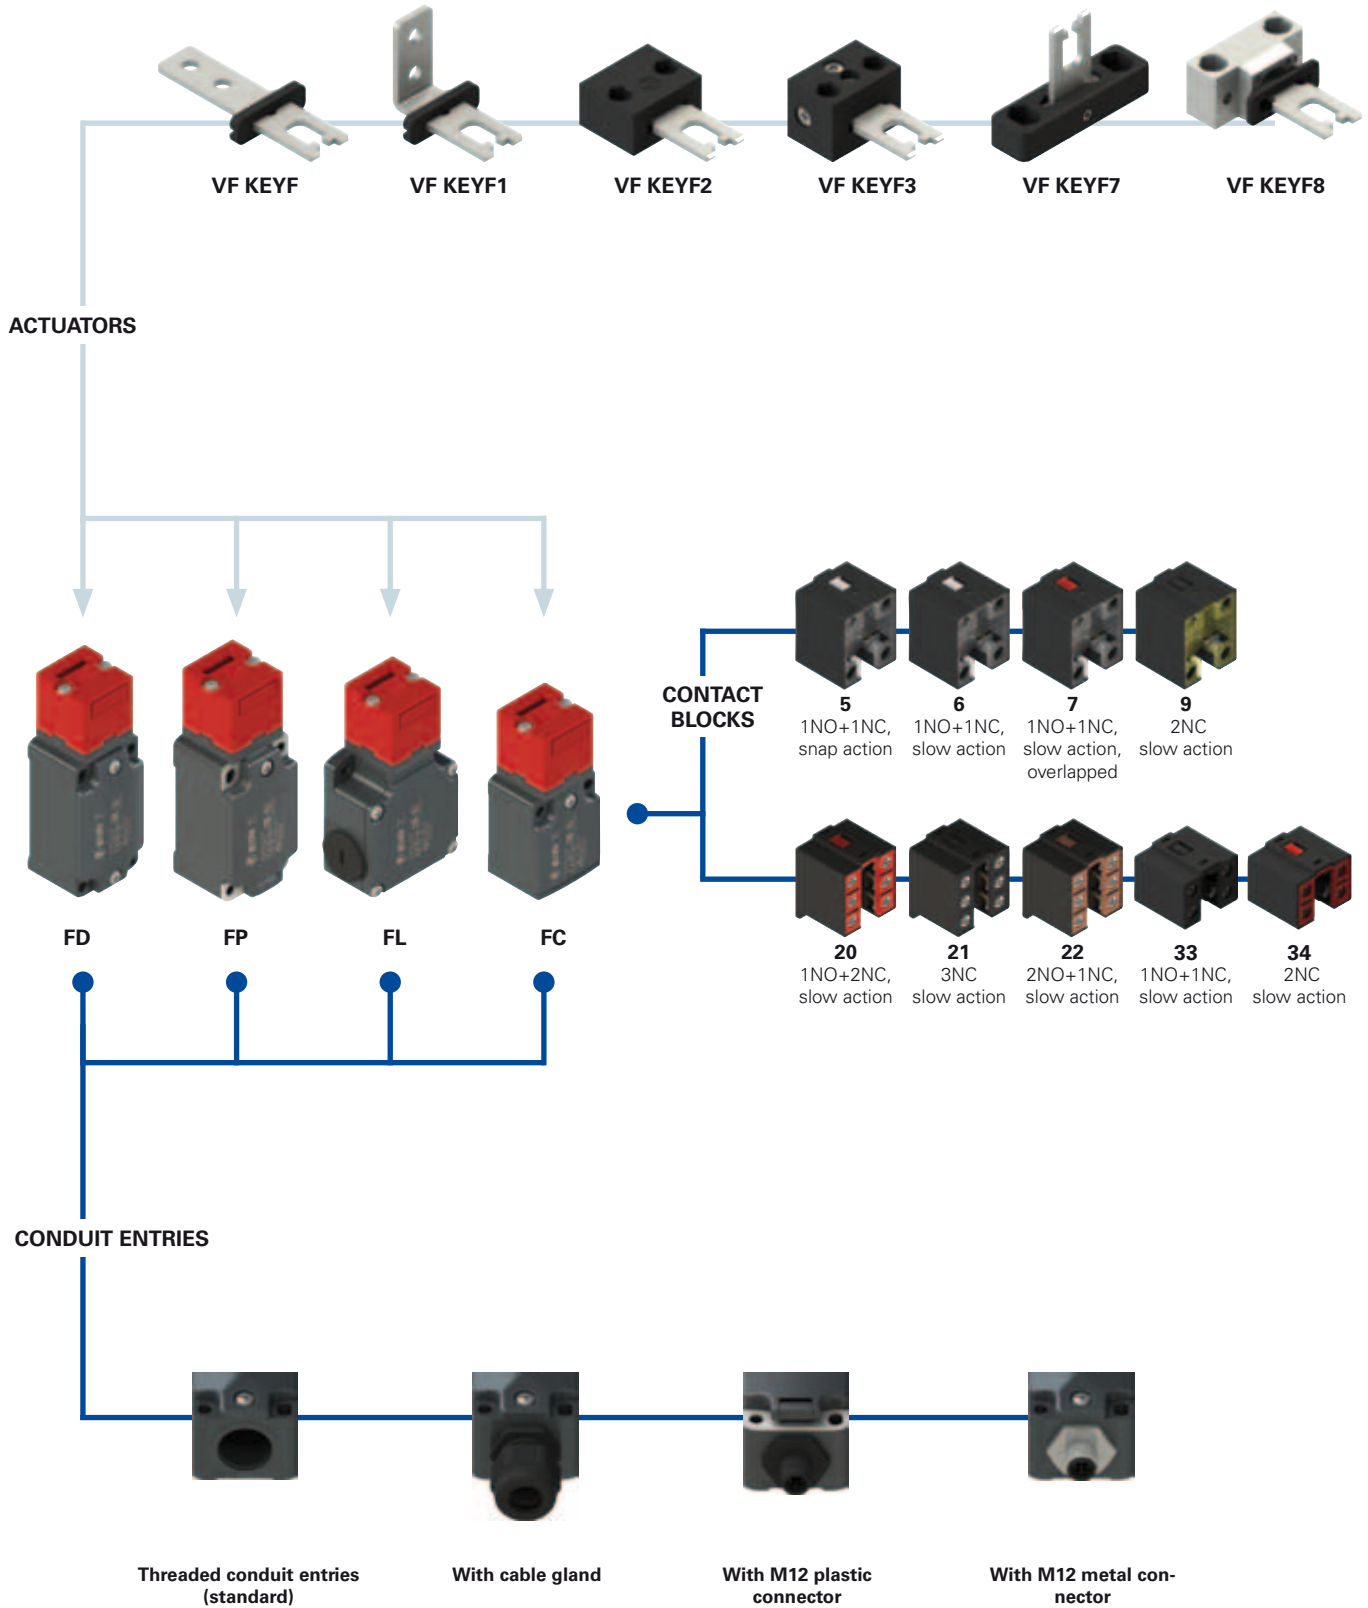 VF KEYF
VF KEYF1
VF KEYF2
VF KEYF3
VF KEYF7
VF KEYF8
ACTUATORS
CONTACT
BLOCKS
5
1NO+1NC,
snap action
6
1NO+1NC,
slow action
7
1NO+1NC,
slow action,
overlapped
9
2NC
slow action
20
1NO+2NC,
slow action
21
3NC
slow action
22
2NO+1NC,
slow action
33
1NO+1NC,
slow action
34
2NC
slow action
FD
FP
FL
FC
CONDUIT ENTRIES
Threaded conduit entries
(standard)
With cable gland
With M12 plastic
connector
With M12 metal con-
nector